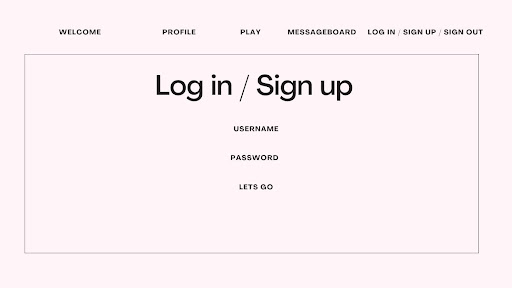 WELCOME PROFILE PLAY MESSAGEBOARD LOG IN / SIGN UP / SIGN OUT
Log in / Sign up
USERNAME
PASSWORD
LETS GO